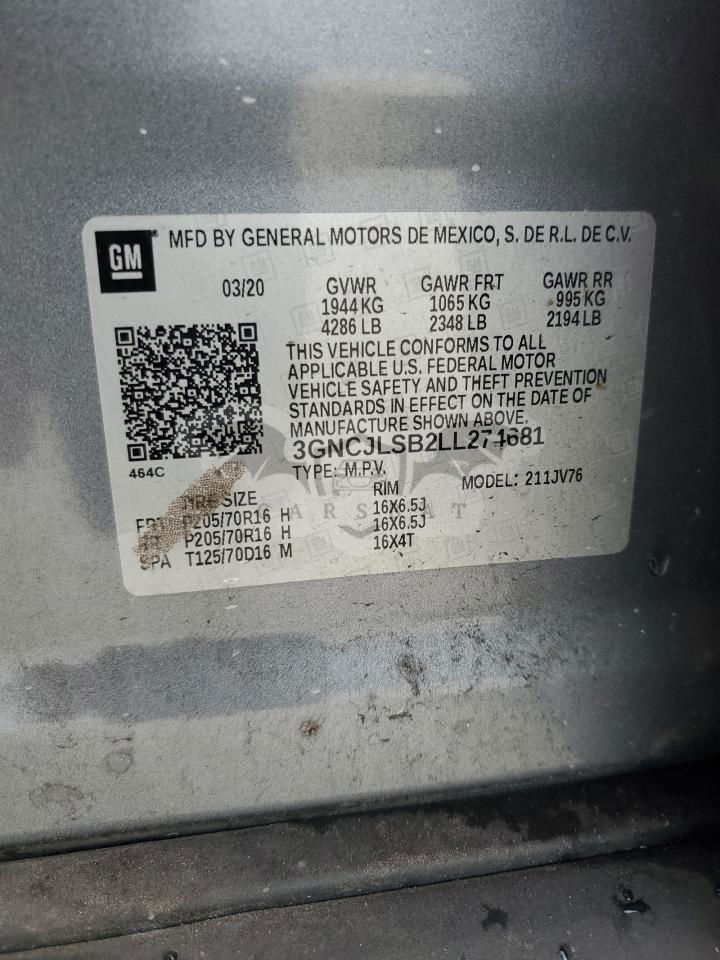 GM
MFD BY GENERAL MOTORS DE MEXICO, S. DE R.L. DE C.V.
03/20 GVWR GAWR FRT GAWR RR
1944 KG 1065 KG 995 KG
4286 LB 2348 LB 2194 LB
THIS VEHICLE CONFORMS TO ALL
APPLICABLE U.S. FEDERAL MOTOR
VEHICLE SAFETY AND THEFT PREVENTION
STANDARDS IN EFFECT ON THE DATE OF
MANUFACTURE SHOWN ABOVE.
3GNCJLSB2LL274681
464C TYPE: M.P.V. MODEL: 211JV76
TIRE SIZE RIM
FRT P205/70R16 H 16X6.5J
P205/70R16 H 16X6.5J
SPA T125/70D16 M 16X4T
CARSTAT